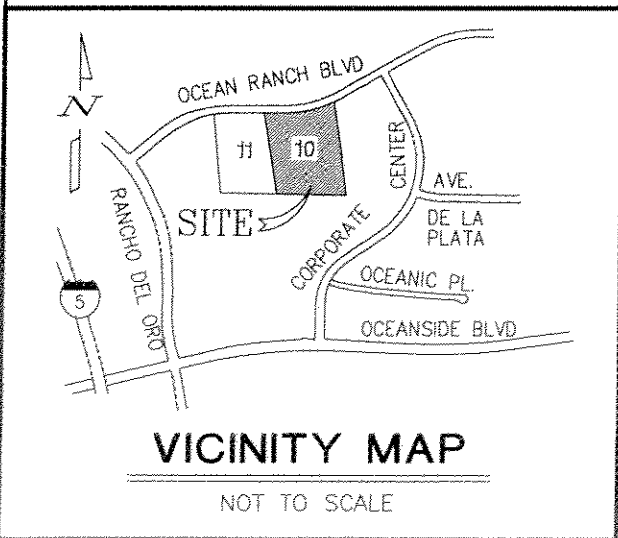 OCEAN RANCH BLVD
N
11
10
CENTER
AVE.
DE LA
PLATA
SITE
CORPORATE
RANCHO DEL ORO
OCEANIC PL.
5
OCEANSIDE BLVD
VICINITY MAP
NOT TO SCALE